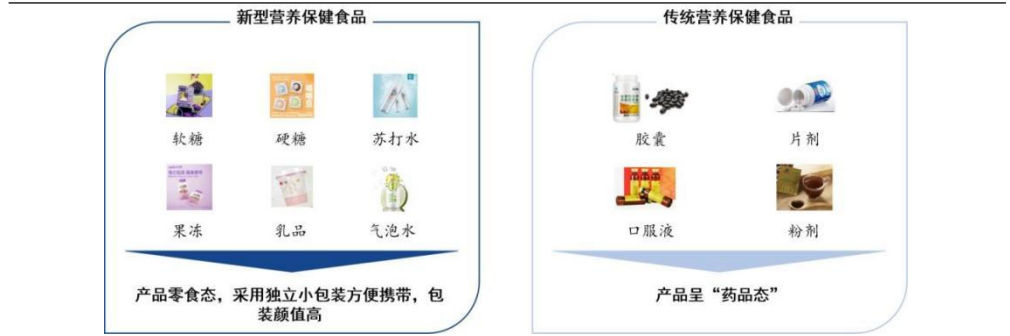 新型营养保健食品
软糖
硬糖
苏打水
果冻
乳品
气泡水
产品零食态，采用独立小包装方便携带，包
装颜值高
传统营养保健食品
胶囊
片剂
口服液
粉剂
产品呈“药品态”